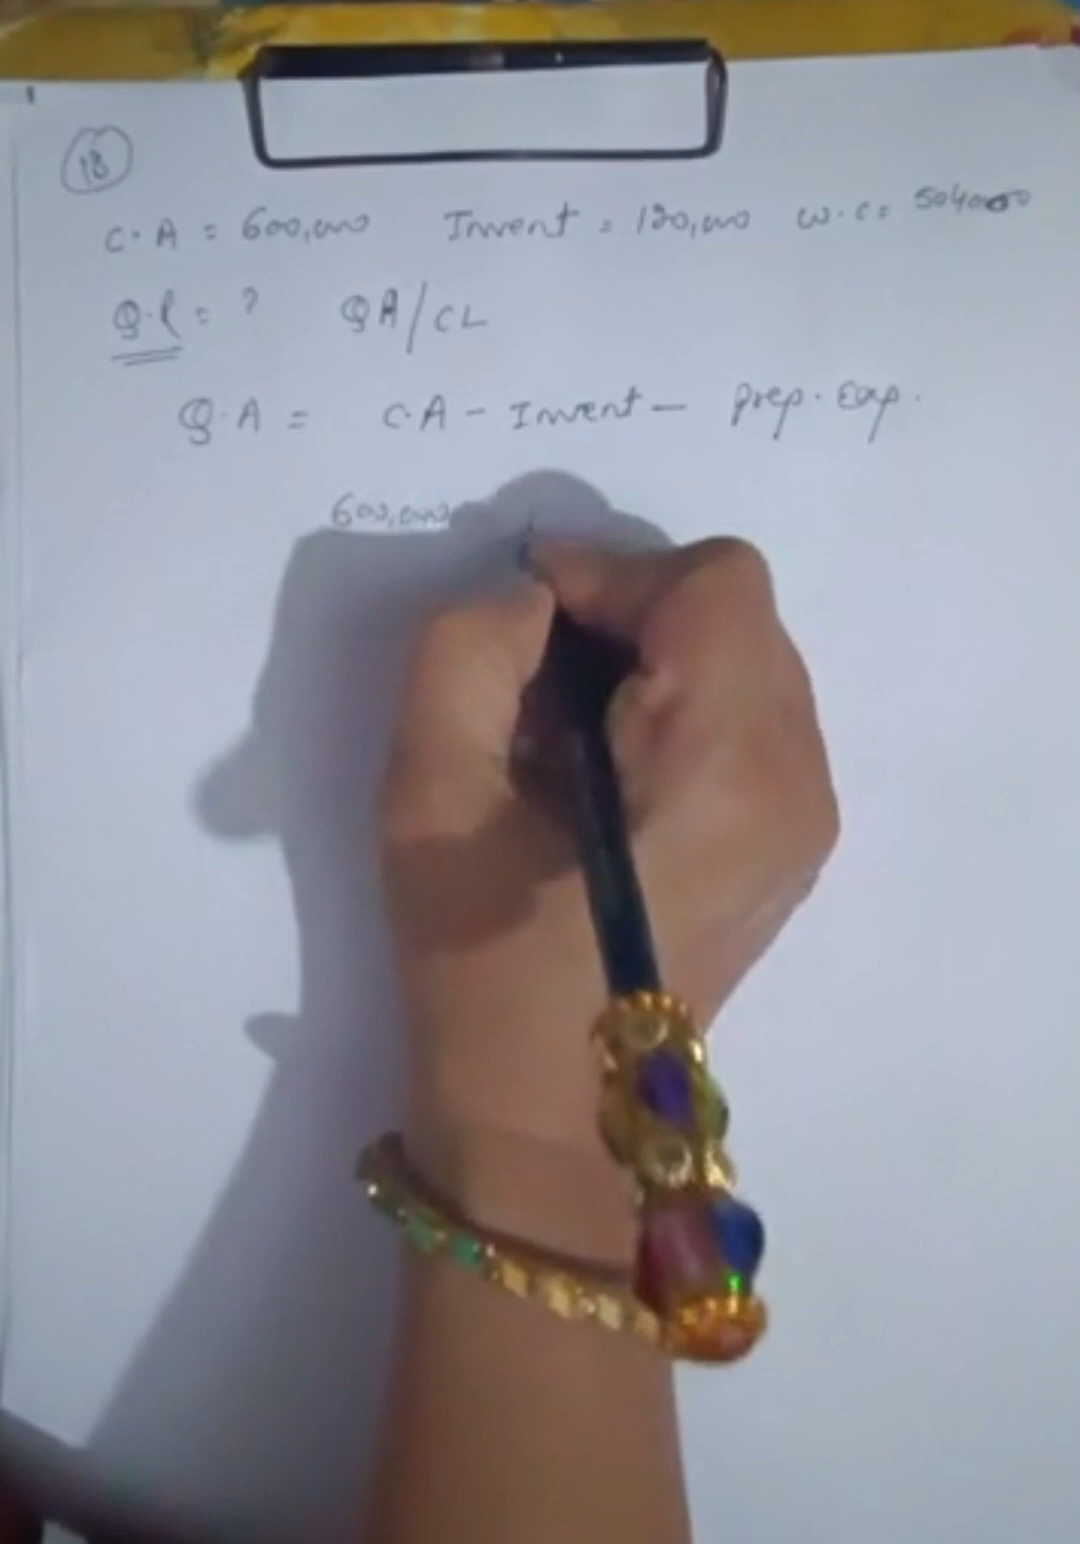 18
C.A = 600,000 Invent = 120,000 W.C = 504000
Q.R = ? QA/CL
Q.A = C.A - Invent - Prep. Exp.
600,000